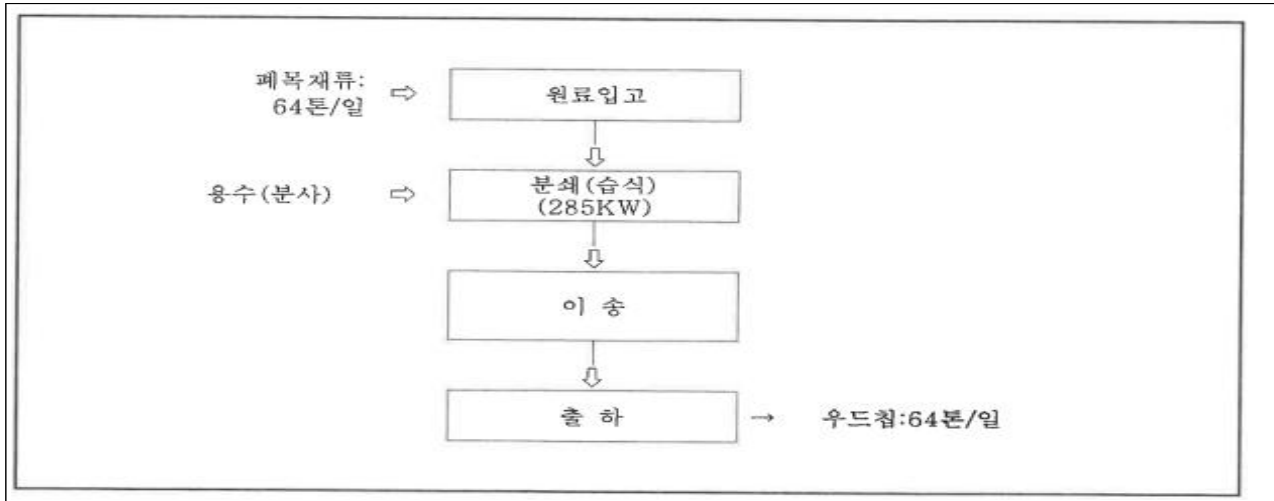 폐목재류:
64톤/일
⇨
원료입고
용수(분사)
⇨
분쇄(습식)
(285KW)
이 송
출 하
→
우드칩:64톤/일